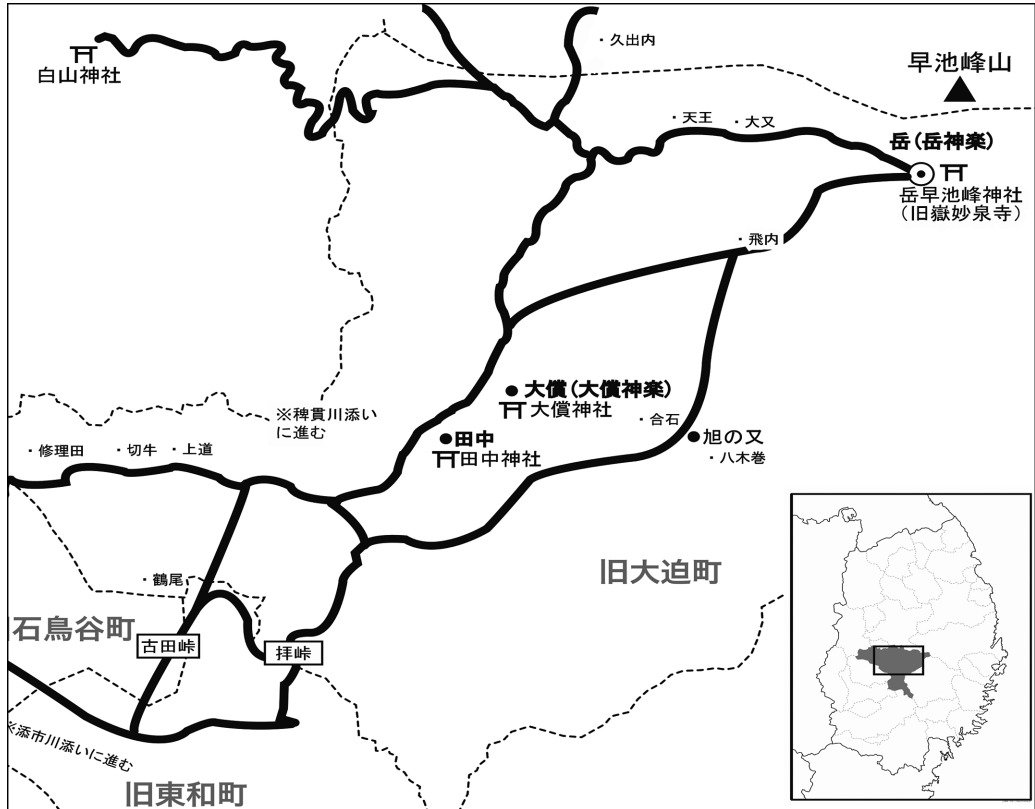 ・久出内
白山神社
早池峰山
・天王
・大又
岳（岳神楽）
岳早池峰神社
（旧嶽妙泉寺）
・飛内
大償（大償神楽）
大償神社
※稗貫川添い
に進む
・合石
田中
田中神社
旭の又
・八木巻
・修理田
・切牛
・上道
旧大迫町
・鶴尾
石鳥谷町
古田峠
拝峠
※添市川添いに進む
旧東和町